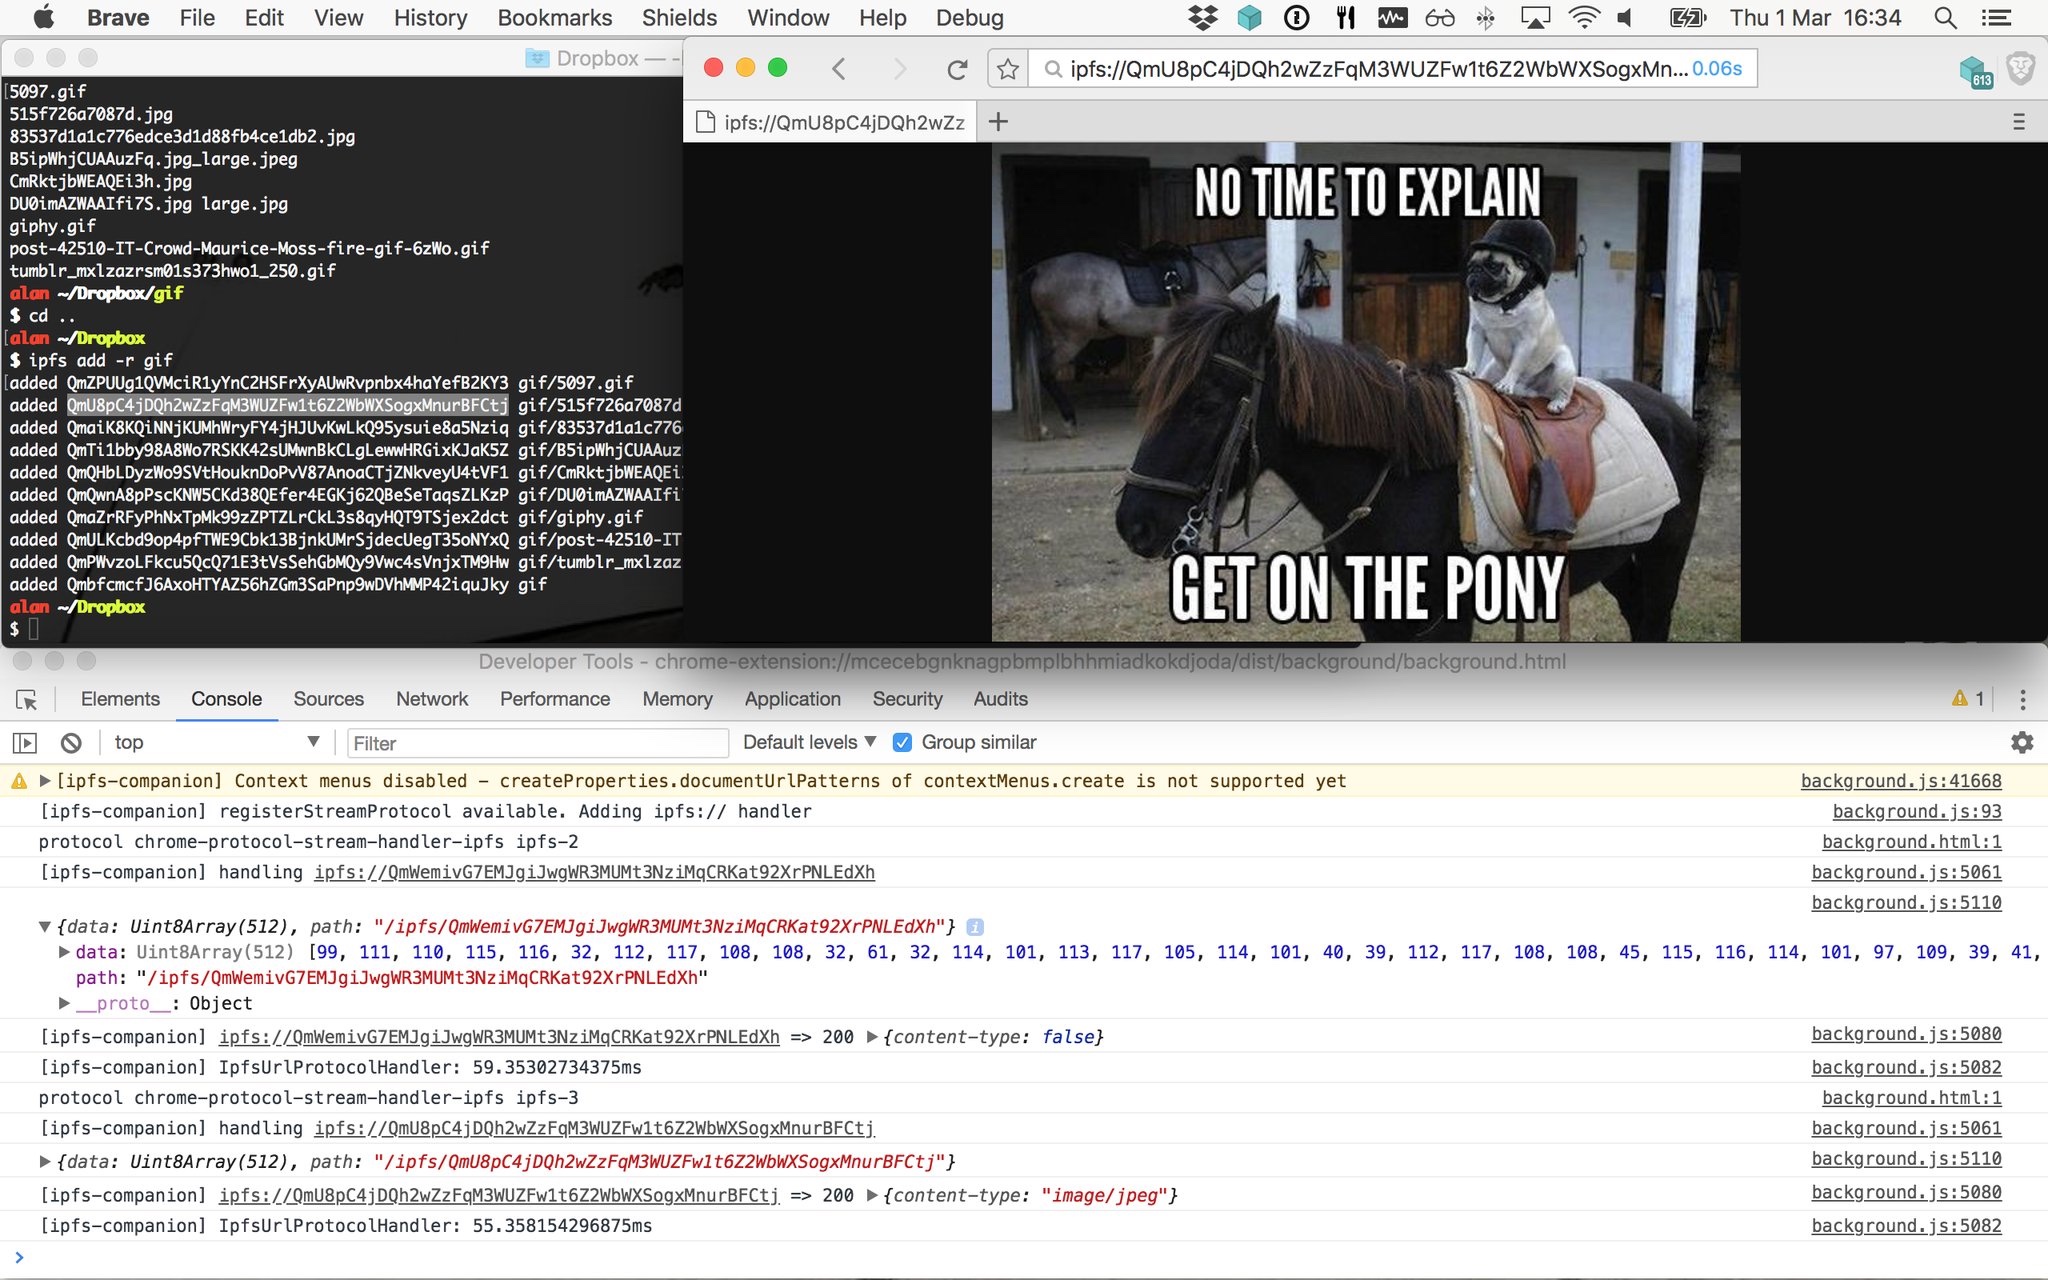 Brave File Edit View History Bookmarks Shields Window Help Debug Thu 1 Mar 16:34
Dropbox — -
5097.gif
515f726a7087d.jpg
83537d1a1c776edce3d1d88fb4ce1db2.jpg
B5ipWhjCUAAuzFq.jpg_large.jpeg
CmRktjbWEAQEi3h.jpg
DU0imAZWAAIfi7S.jpg large.jpg
giphy.gif
post-42510-IT-Crowd-Maurice-Moss-fire-gif-6zWo.gif
tumblr_mxlzazrsm01s373hwo1_250.gif
alan ~/Dropbox/gif
$ cd ..
alan ~/Dropbox
$ ipfs add -r gif
added QmZPUUg1QVMciR1yYnC2HSFrXyAUwRvpnbx4haYefB2KY3 gif/5097.gif
added QmU8pC4jDQh2wZzFqM3WUZFw1t6Z2WbWXSogxMnurBFCtj gif/515f726a7087d
added QmaiK8KQiNNjKUMhWryFY4jHJUvKwLkQ95ysuie8a5Nziq gif/83537d1a1c776
added QmTi1bby98A8Wo7RSKK42sUMwnBkCLgLewwHRGixKJaK5Z gif/B5ipWhjCUAAuz
added QmQHbLDyzWo9SVtHouknDoPvV87AnoaCTjZNkveyU4tVF1 gif/CmRktjbWEAQEi
added QmQwnA8pPscKNW5CKd38QEfer4EGKj62QBeSeTaqsZLKzP gif/DU0imAZWAAIfi
added QmaZrRFyPhNxTpMk99zZPTZLrCkL3s8qyHQT9TSjex2dct gif/giphy.gif
added QmULKcbd9op4pfTWE9Cbk13BjnkUMrSjdecUegT35oNYxQ gif/post-42510-IT
added QmPWvzoLFkcu5QcQ71E3tVsSehGbMQy9Vwc4sVnjxTM9Hw gif/tumblr_mxlzaz
added QmbfcmcfJ6AxoHTYAZ56hZGm3SaPnp9wDVhMMP42iquJky gif
alan ~/Dropbox
$
ipfs://QmU8pC4jDQh2wZzFqM3WUZFw1t6Z2WbWXSogxMn... 0.06s
613
ipfs://QmU8pC4jDQh2wZz
NO TIME TO EXPLAIN
GET ON THE PONY
Developer Tools - chrome-extension://mcecebgnknagpbmplbhhmiadkokdjoda/dist/background/background.html
Elements Console Sources Network Performance Memory Application Security Audits 1
top Filter Default levels Group similar
[ipfs-companion] Context menus disabled - createProperties.documentUrlPatterns of contextMenus.create is not supported yet background.js:41668
[ipfs-companion] registerStreamProtocol available. Adding ipfs:// handler background.js:93
protocol chrome-protocol-stream-handler-ipfs ipfs-2 background.html:1
[ipfs-companion] handling ipfs://QmWemivG7EMJgiJwgWR3MUMt3NziMqCRKat92XrPNLEdXh background.js:5061
background.js:5110
{data: Uint8Array(512), path: "/ipfs/QmWemivG7EMJgiJwgWR3MUMt3NziMqCRKat92XrPNLEdXh"}
data: Uint8Array(512) [99, 111, 110, 115, 116, 32, 112, 117, 108, 108, 32, 61, 32, 114, 101, 113, 117, 105, 114, 101, 40, 39, 112, 117, 108, 108, 45, 115, 116, 114, 101, 97, 109, 39, 41,
path: "/ipfs/QmWemivG7EMJgiJwgWR3MUMt3NziMqCRKat92XrPNLEdXh"
__proto__: Object
[ipfs-companion] ipfs://QmWemivG7EMJgiJwgWR3MUMt3NziMqCRKat92XrPNLEdXh => 200 {content-type: false} background.js:5080
[ipfs-companion] IpfsUrlProtocolHandler: 59.35302734375ms background.js:5082
protocol chrome-protocol-stream-handler-ipfs ipfs-3 background.html:1
[ipfs-companion] handling ipfs://QmU8pC4jDQh2wZzFqM3WUZFw1t6Z2WbWXSogxMnurBFCtj background.js:5061
{data: Uint8Array(512), path: "/ipfs/QmU8pC4jDQh2wZzFqM3WUZFw1t6Z2WbWXSogxMnurBFCtj"} background.js:5110
[ipfs-companion] ipfs://QmU8pC4jDQh2wZzFqM3WUZFw1t6Z2WbWXSogxMnurBFCtj => 200 {content-type: "image/jpeg"} background.js:5080
[ipfs-companion] IpfsUrlProtocolHandler: 55.358154296875ms background.js:5082